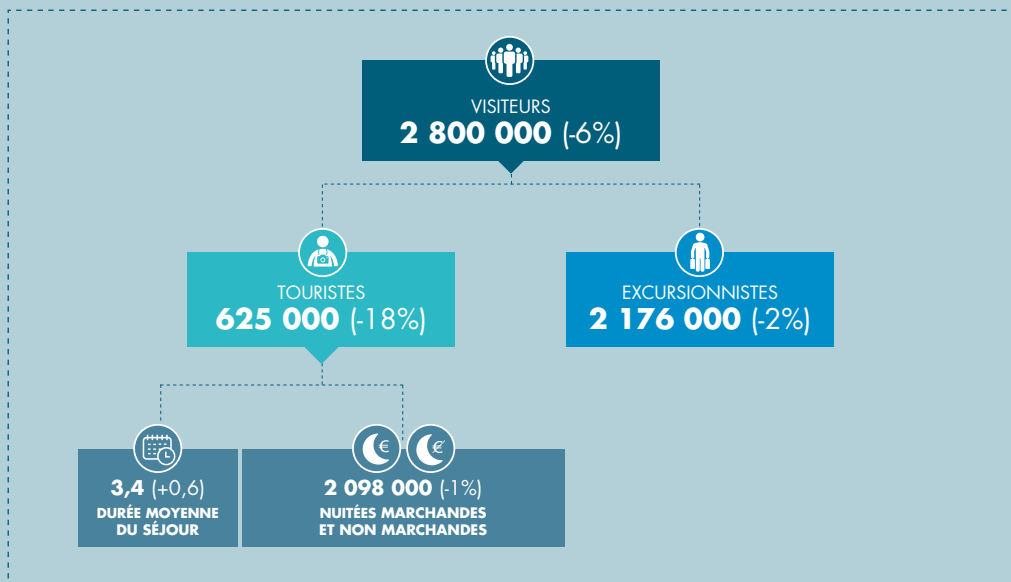 VISITEURS
2 800 000 (-6%)
TOURISTES
625 000 (-18%)
EXCURSIONNISTES
2 176 000 (-2%)
3,4 (+0,6)
DURÉE MOYENNE
DU SÉJOUR
€ €
2 098 000 (-1%)
NUITÉES MARCHANDES
ET NON MARCHANDES